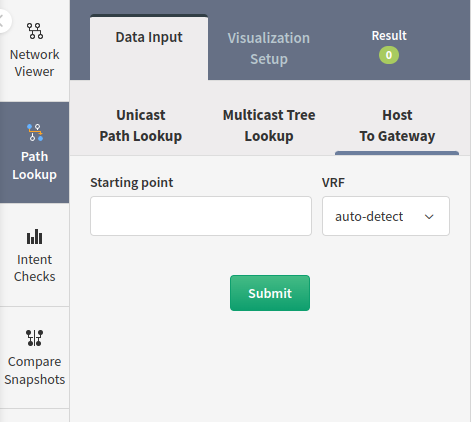 Network
Viewer
Path
Lookup
Intent
Checks
Compare
Snapshots
Data Input
Visualization
Setup
Result
0
Unicast
Path Lookup
Multicast Tree
Lookup
Host
To Gateway
Starting point
VRF
auto-detect
Submit